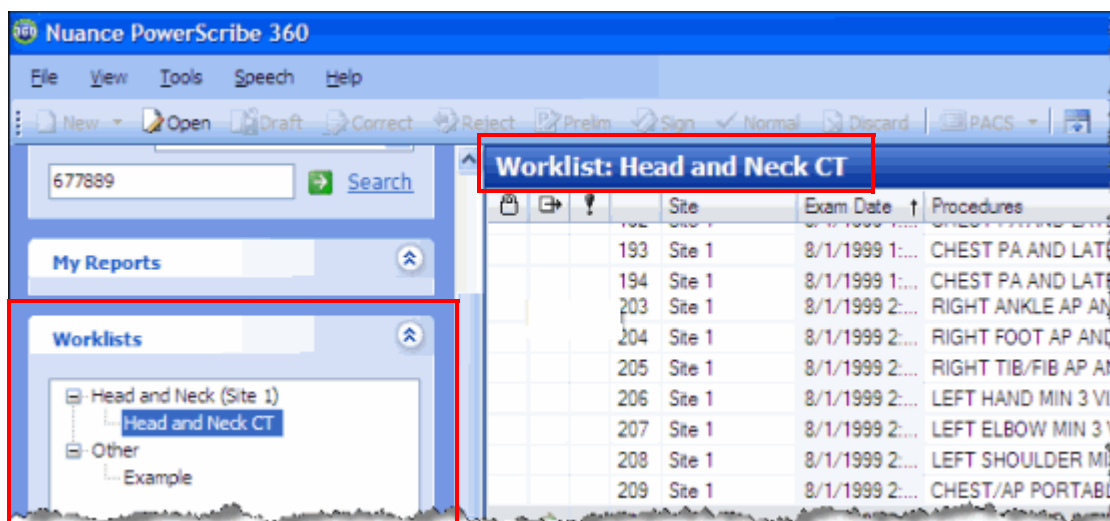 Nuance PowerScribe 360
File View Tools Speech Help
New Open Draft Correct Reject Prelim Sign Normal Discard PACS
677889 Search
My Reports
Worklists
Head and Neck (Site 1)
Head and Neck CT
Other
Example
Worklist: Head and Neck CT
Site Exam Date Procedures
193 Site 1 8/1/1999 1:... CHEST PA AND LATE
194 Site 1 8/1/1999 1:... CHEST PA AND LATE
203 Site 1 8/1/1999 2:... RIGHT ANKLE AP AN
204 Site 1 8/1/1999 2:... RIGHT FOOT AP AND
205 Site 1 8/1/1999 2:... RIGHT TIB/FIB AP AN
206 Site 1 8/1/1999 2:... LEFT HAND MIN 3 VI
207 Site 1 8/1/1999 2:... LEFT ELBOW MIN 3
208 Site 1 8/1/1999 2:... LEFT SHOULDER MI
209 Site 1 8/1/1999 2:... CHEST/AP PORTABL